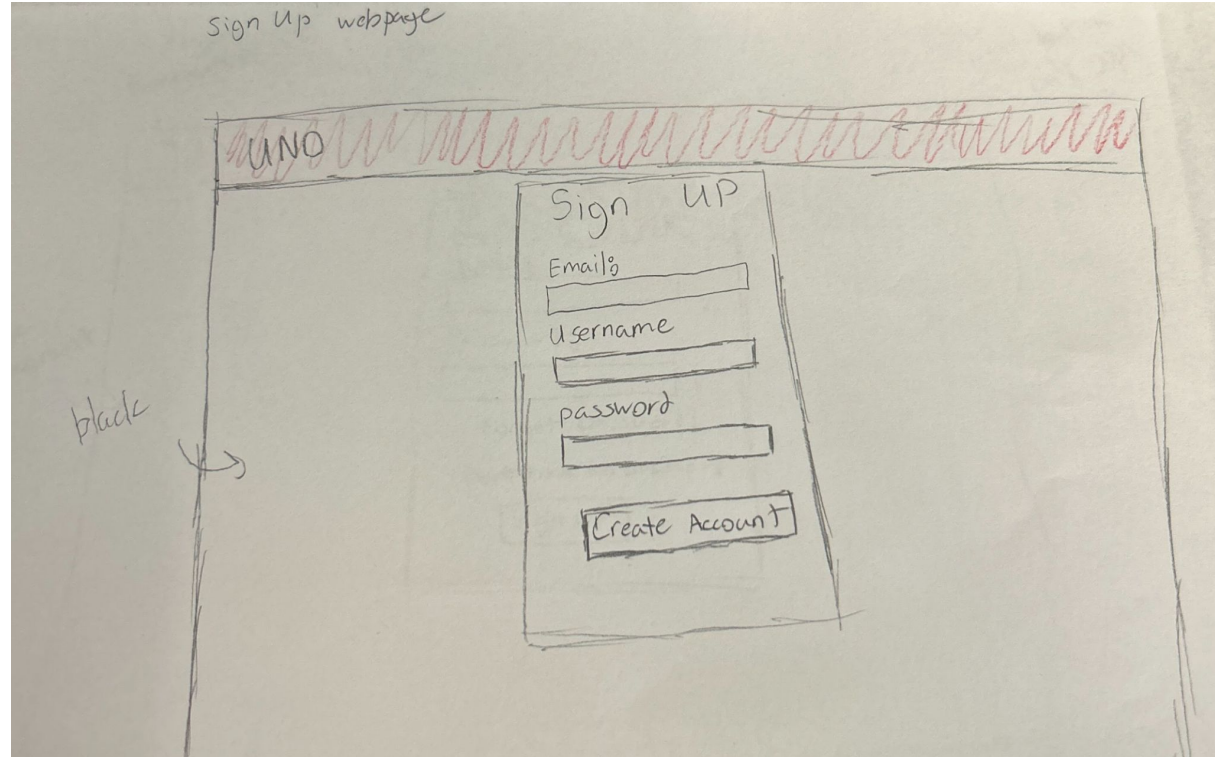 Sign Up webpage
UNO
Sign UP
Email:
username
password
black
Create Account